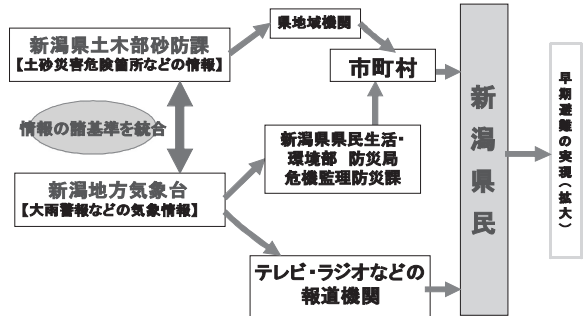 新潟県土木部砂防課
【土砂災害危険箇所などの情報】
県地域機関
市町村
情報の諸基準を統合
新潟県県民生活・
環境部 防災局
危機監理防災課
新潟地方気象台
【大雨警報などの気象情報】
テレビ・ラジオなどの
報道機関
新潟県民
早期避難の実現（拡大）